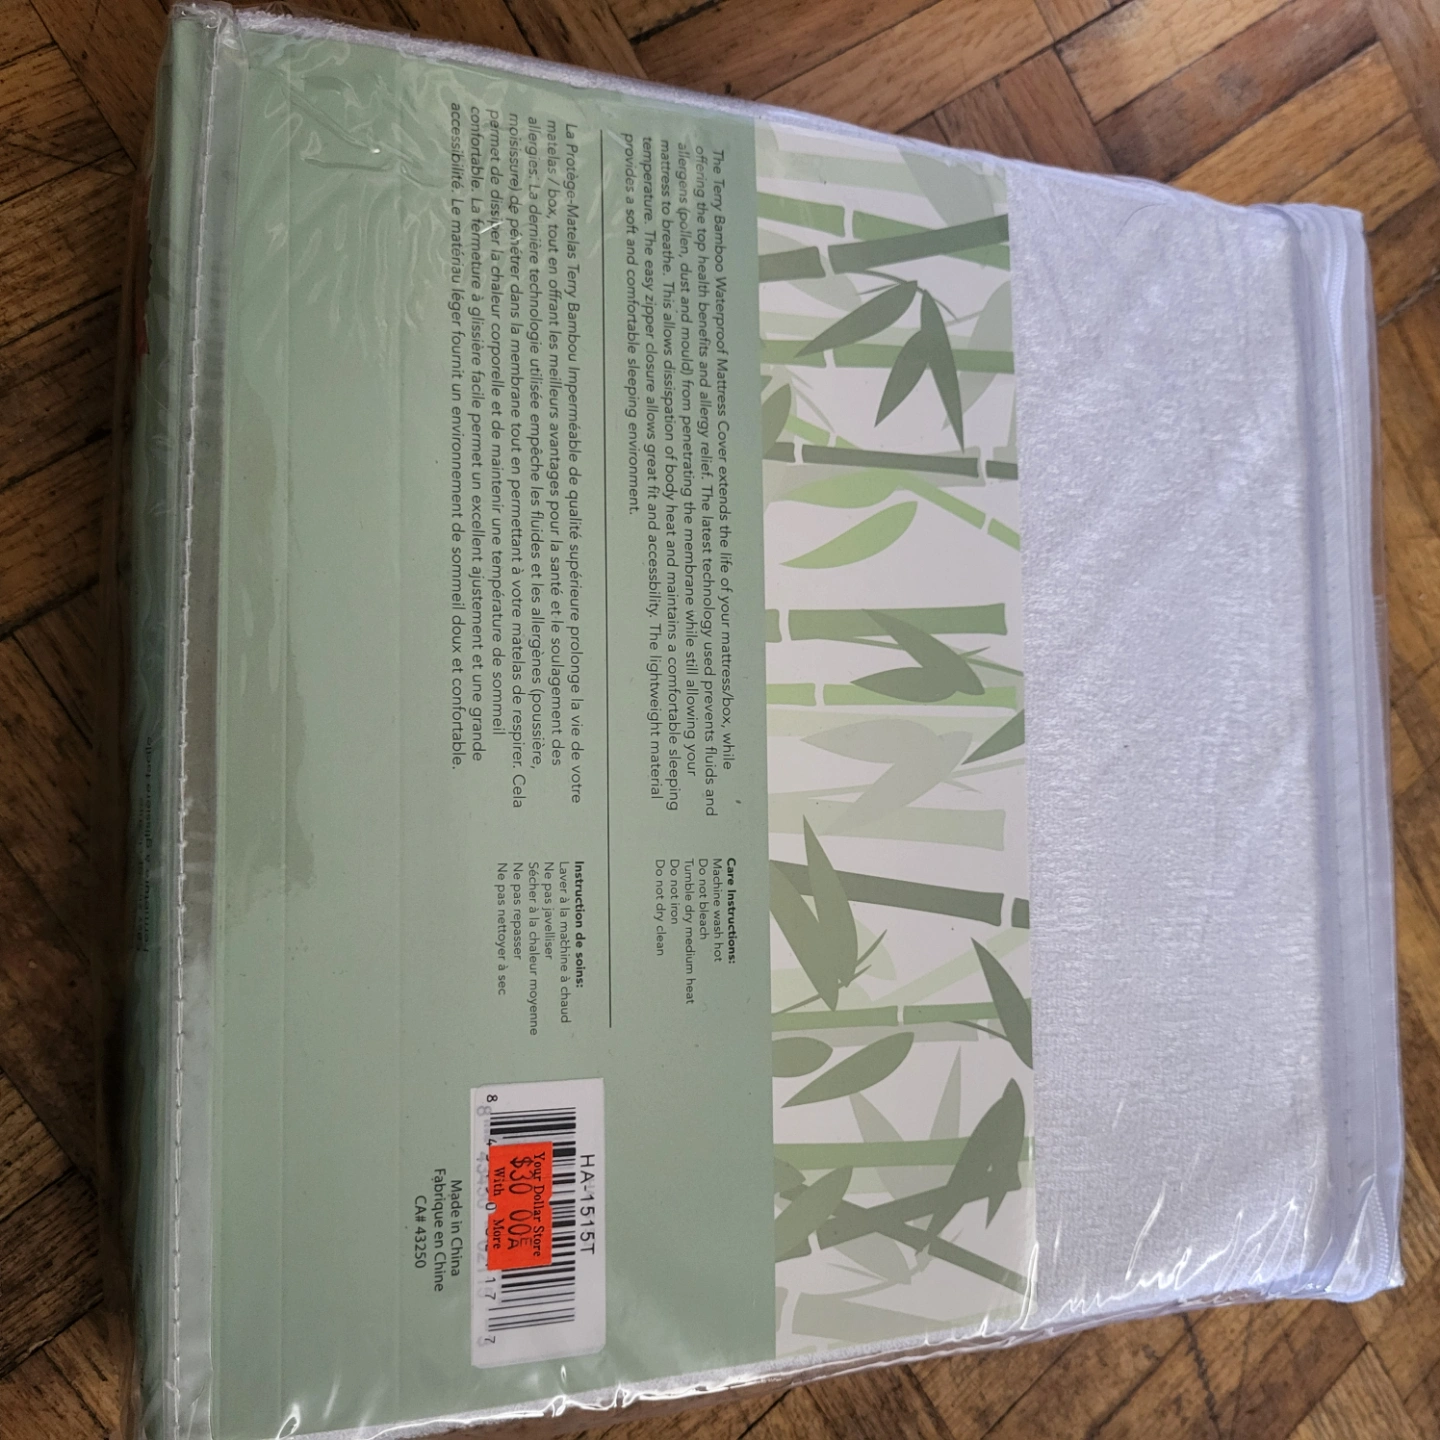 The Terry Bamboo Waterproof Mattress Cover extends the life of your mattress/box, while
offering the top health benefits and allergy relief. The latest technology used prevents fluids and
allergens (pollen, dust and mould) from penetrating the membrane while still allowing your
mattress to breathe. This allows dissispation of body heat and maintains a comfortable sleeping
temperature. The easy zipper closure allows great fit and accessbility. The lightweight material
provides a soft and comfortable sleeping environment.
Care Instructions:
Machine wash hot
Do not bleach
Tumble dry medium heat
Do not iron
Do not dry clean
La Protège-Matelas Terry Bambou Imperméable de qualité supérieure prolonge la vie de votre
matelas / box, tout en offrant les meilleurs avantages pour la santé et le soulagement des
allergies. La dernière technologie utilisée empêche les fluides et les allergènes (poussière,
moisissure) de pénétrer dans la membrane tout en permettant à votre matelas de respirer. Cela
permet de dissiper la chaleur corporelle et de maintenir une température de sommeil
confortable. La fermeture à glissière facile permet un excellent ajustement et une grande
accessibilité. Le matériau léger fournit un environnement de sommeil doux et confortable.
Instruction de soins:
Laver à la machine à chaud
Ne pas javelliser
Sécher à la chaleur moyenne
Ne pas repasser
Ne pas nettoyer à sec
HA-1515T
Your Dollar Store
$30 00
With More
Made in China
Fabrique en Chine
CA# 43250